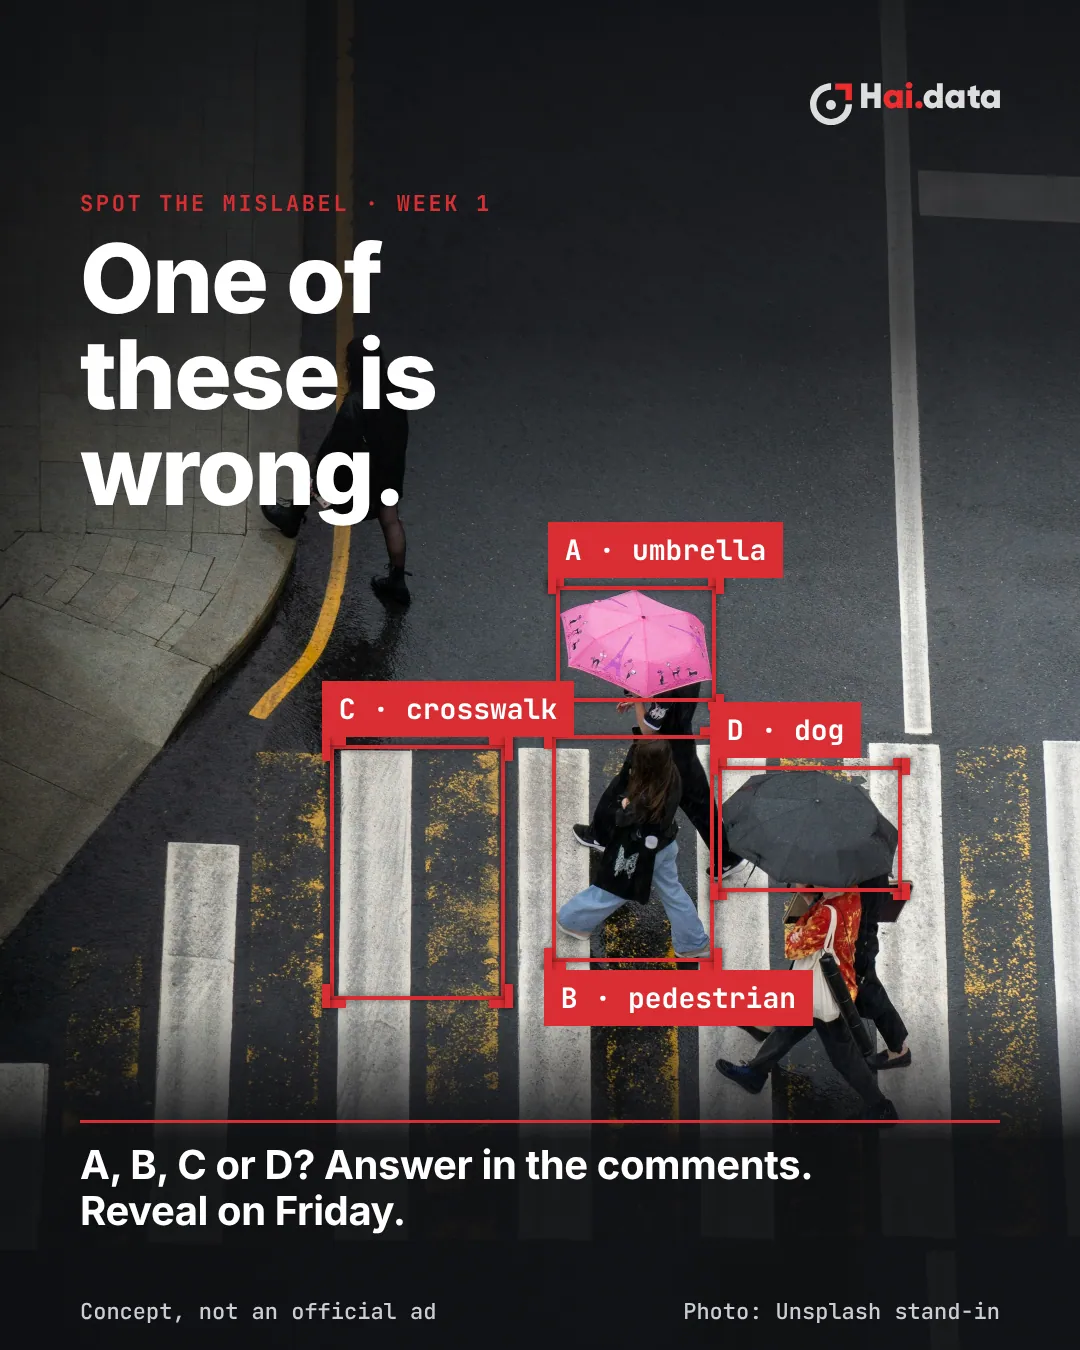 Hai.data
SPOT THE MISLABEL · WEEK 1
One of
these is
wrong.
A · umbrella
C · crosswalk
D · dog
B · pedestrian
A, B, C or D? Answer in the comments.
Reveal on Friday.
Concept, not an official ad
Photo: Unsplash stand-in